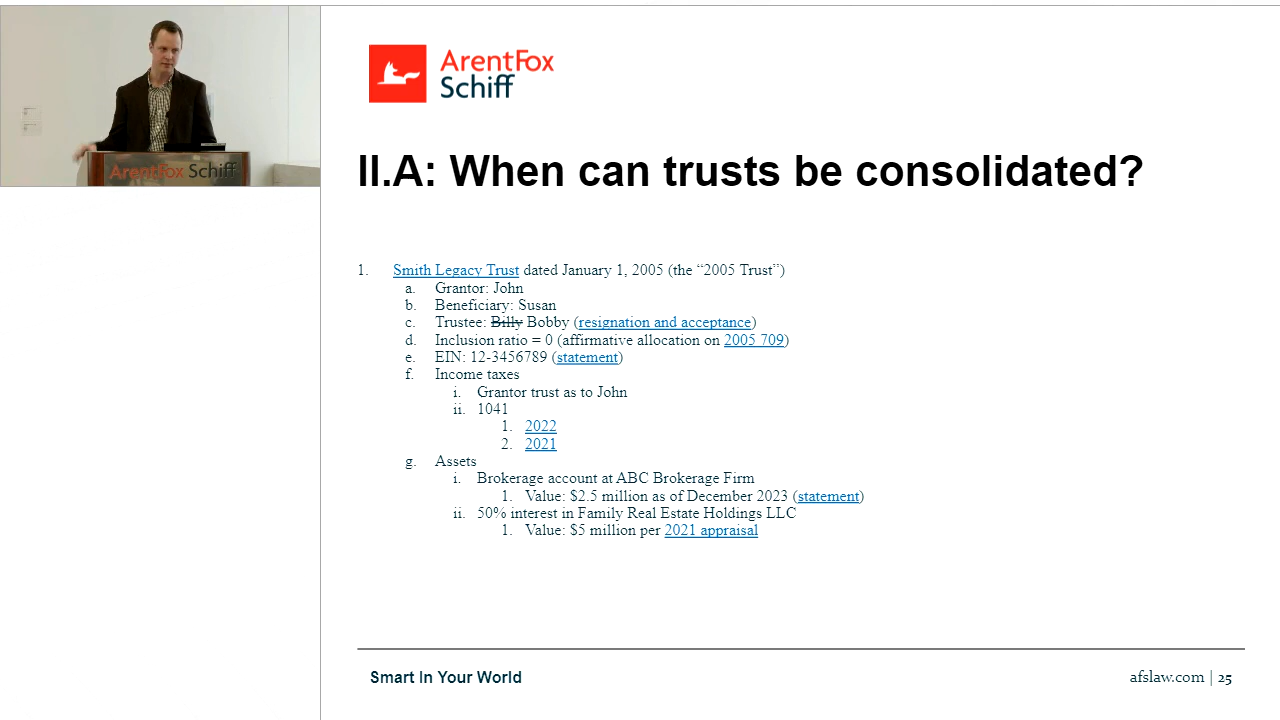 ArentFox Schiff
ArentFox
Schiff
II.A: When can trusts be consolidated?
1. Smith Legacy Trust dated January 1, 2005 (the “2005 Trust”)
a. Grantor: John
b. Beneficiary: Susan
c. Trustee: Billy Bobby (resignation and acceptance)
d. Inclusion ratio = 0 (affirmative allocation on 2005 709)
e. EIN: 12-3456789 (statement)
f. Income taxes
i. Grantor trust as to John
ii. 1041
1. 2022
2. 2021
g. Assets
i. Brokerage account at ABC Brokerage Firm
1. Value: $2.5 million as of December 2023 (statement)
ii. 50% interest in Family Real Estate Holdings LLC
1. Value: $5 million per 2021 appraisal
Smart In Your World
afslaw.com | 25